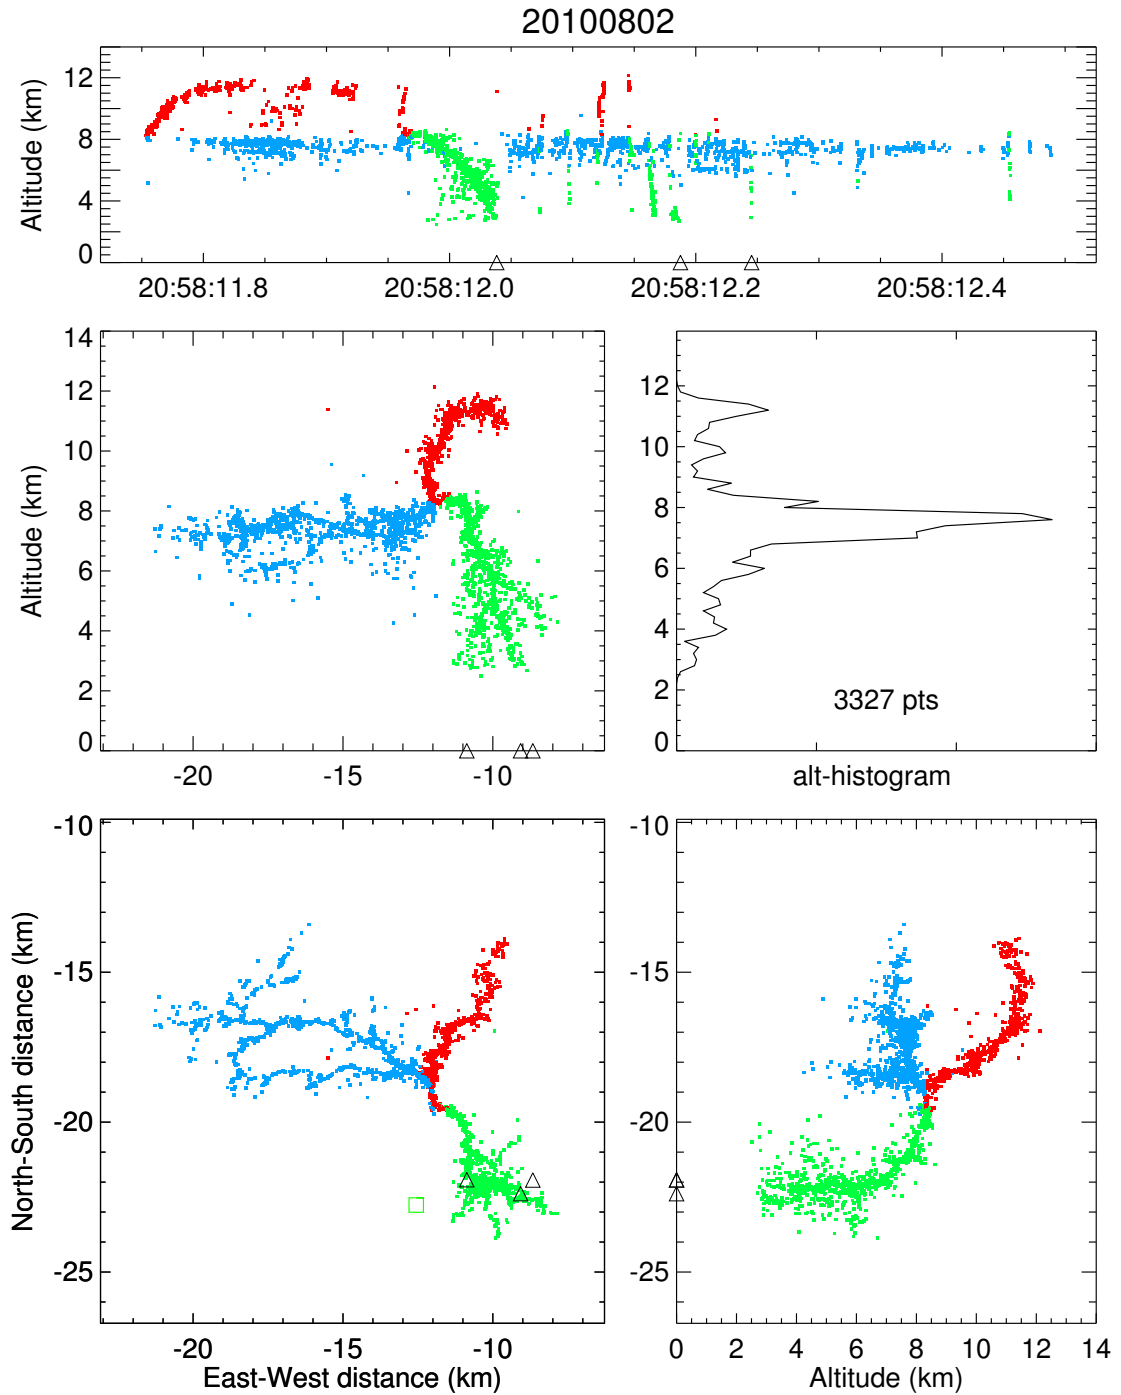 20100802
Altitude (km)
12
8
4
0
20:58:11.8 20:58:12.0 20:58:12.2 20:58:12.4
Altitude (km)
14
12
10
8
6
4
2
0
-20 -15 -10
12
10
8
6
4
2
0
3327 pts
alt-histogram
North-South distance (km)
-10
-15
-20
-25
-20 -15 -10
East-West distance (km)
-10
-15
-20
-25
0 2 4 6 8 10 12 14
Altitude (km)